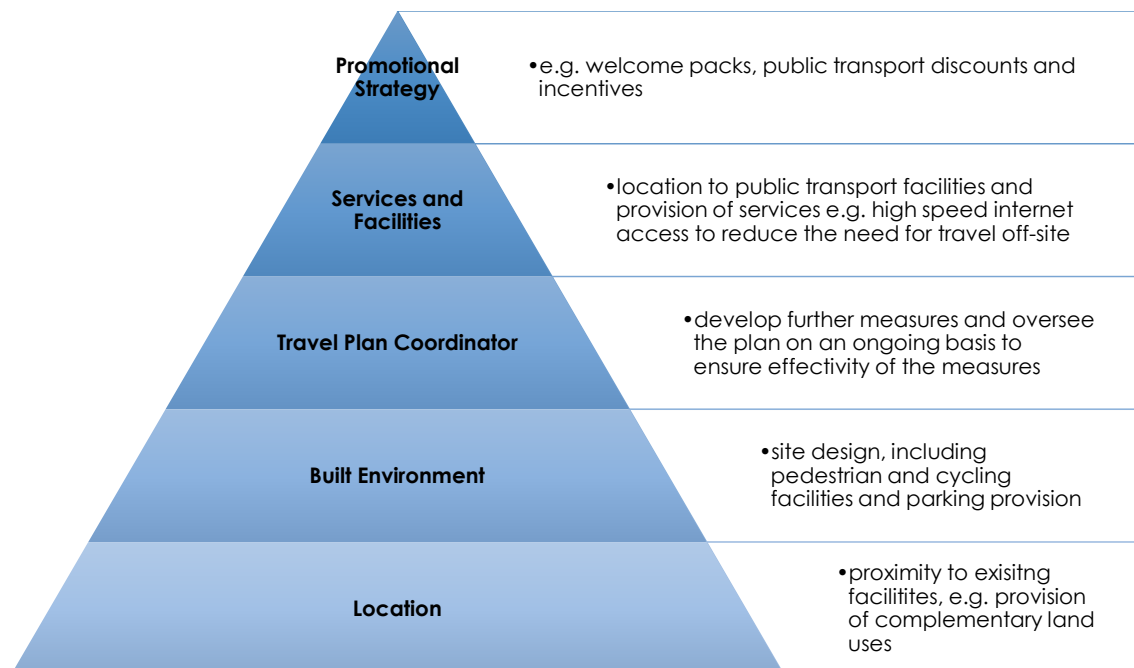 Promotional
Strategy
•e.g. welcome packs, public transport discounts and
incentives
Services and
Facilities
•location to public transport facilities and
provision of services e.g. high speed internet
access to reduce the need for travel off-site
Travel Plan Coordinator
•develop further measures and oversee
the plan on an ongoing basis to
ensure effectivity of the measures
Built Environment
•site design, including
pedestrian and cycling
facilities and parking provision
Location
•proximity to exisitng
facilitites, e.g. provision
of complementary land
uses